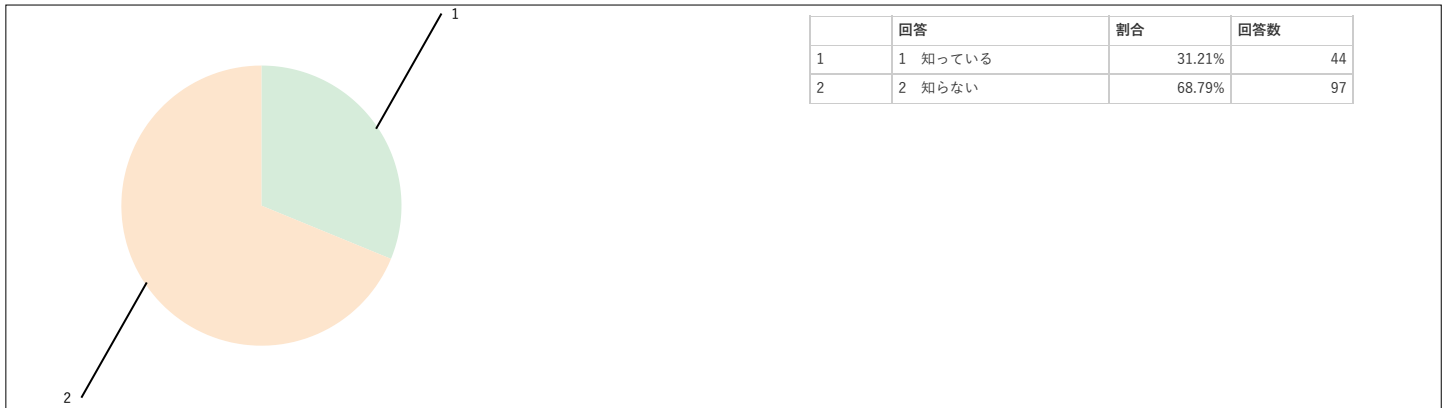 1
回答 割合 回答数
1 1 知っている 31.21% 44
2 2 知らない 68.79% 97
2